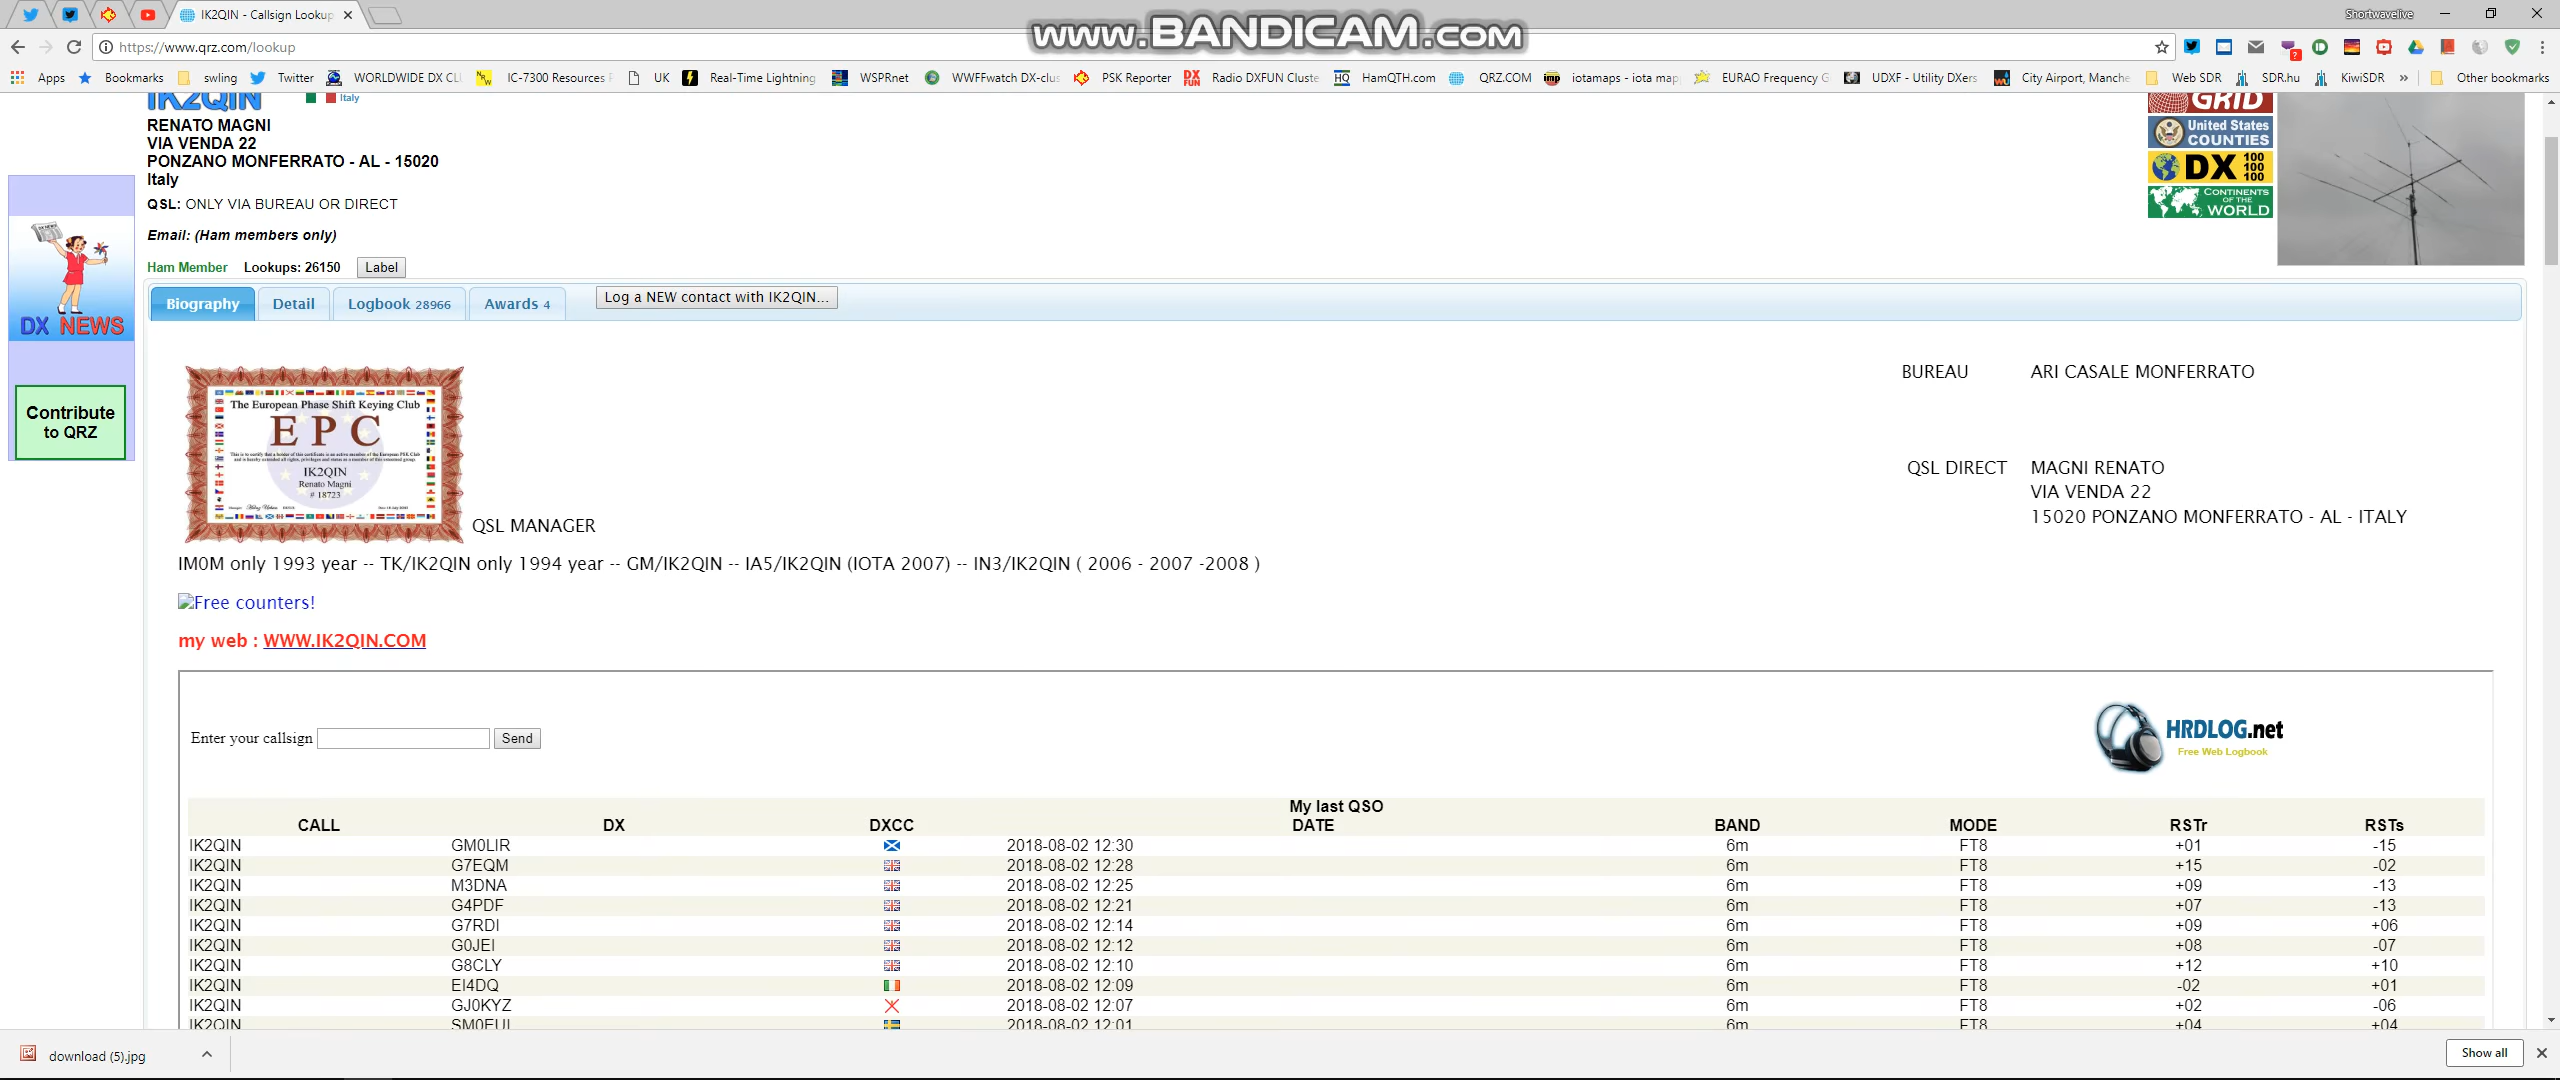 IK2QIN - Callsign Lookup
Shortwavelive
www.BANDICAM.com
https://www.qrz.com/lookup
Apps Bookmarks swling Twitter WORLDWIDE DX CL IC-7300 Resources UK Real-Time Lightning WSPRnet WWFFwatch DX-clus PSK Reporter Radio DXFUN Cluste HamQTH.com QRZ.COM iotamaps - iota map EURAO Frequency UDXF - Utility DXers City Airport, Manche Web SDR SDR.hu KiwiSDR » Other bookmarks
IK2QIN Italy
RENATO MAGNI
VIA VENDA 22
PONZANO MONFERRATO - AL - 15020
Italy
QSL: ONLY VIA BUREAU OR DIRECT
Email: (Ham members only)
Ham Member Lookups: 26150 Label
GRID
United States
COUNTIES
DX 100 100 100
CONTINENTS
OF THE
WORLD
DX NEWS
Contribute
to QRZ
Biography Detail Logbook 28966 Awards 4 Log a NEW contact with IK2QIN...
The European Phase Shift Keying Club
E P C
IK2QIN
Renato Magni
# 18723
QSL MANAGER
BUREAU ARI CASALE MONFERRATO
QSL DIRECT MAGNI RENATO
VIA VENDA 22
15020 PONZANO MONFERRATO - AL - ITALY
IM0M only 1993 year -- TK/IK2QIN only 1994 year -- GM/IK2QIN -- IA5/IK2QIN (IOTA 2007) -- IN3/IK2QIN ( 2006 - 2007 -2008 )
Free counters!
my web : WWW.IK2QIN.COM
Enter your callsign Send
HRDLOG.net
Free Web Logbook
My last QSO
CALL DX DXCC DATE BAND MODE RSTr RSTs
IK2QIN GM0LIR 2018-08-02 12:30 6m FT8 +01 -15
IK2QIN G7EQM 2018-08-02 12:28 6m FT8 +15 -02
IK2QIN M3DNA 2018-08-02 12:25 6m FT8 +09 -13
IK2QIN G4PDF 2018-08-02 12:21 6m FT8 +07 -13
IK2QIN G7RDI 2018-08-02 12:14 6m FT8 +09 +06
IK2QIN G0JEI 2018-08-02 12:12 6m FT8 +08 -07
IK2QIN G8CLY 2018-08-02 12:10 6m FT8 +12 +10
IK2QIN EI4DQ 2018-08-02 12:09 6m FT8 -02 +01
IK2QIN GJ0KYZ 2018-08-02 12:07 6m FT8 +02 -06
IK2QIN 2018-08-02 12:01 6m FT8 +04 +04
download (5).jpg
Show all